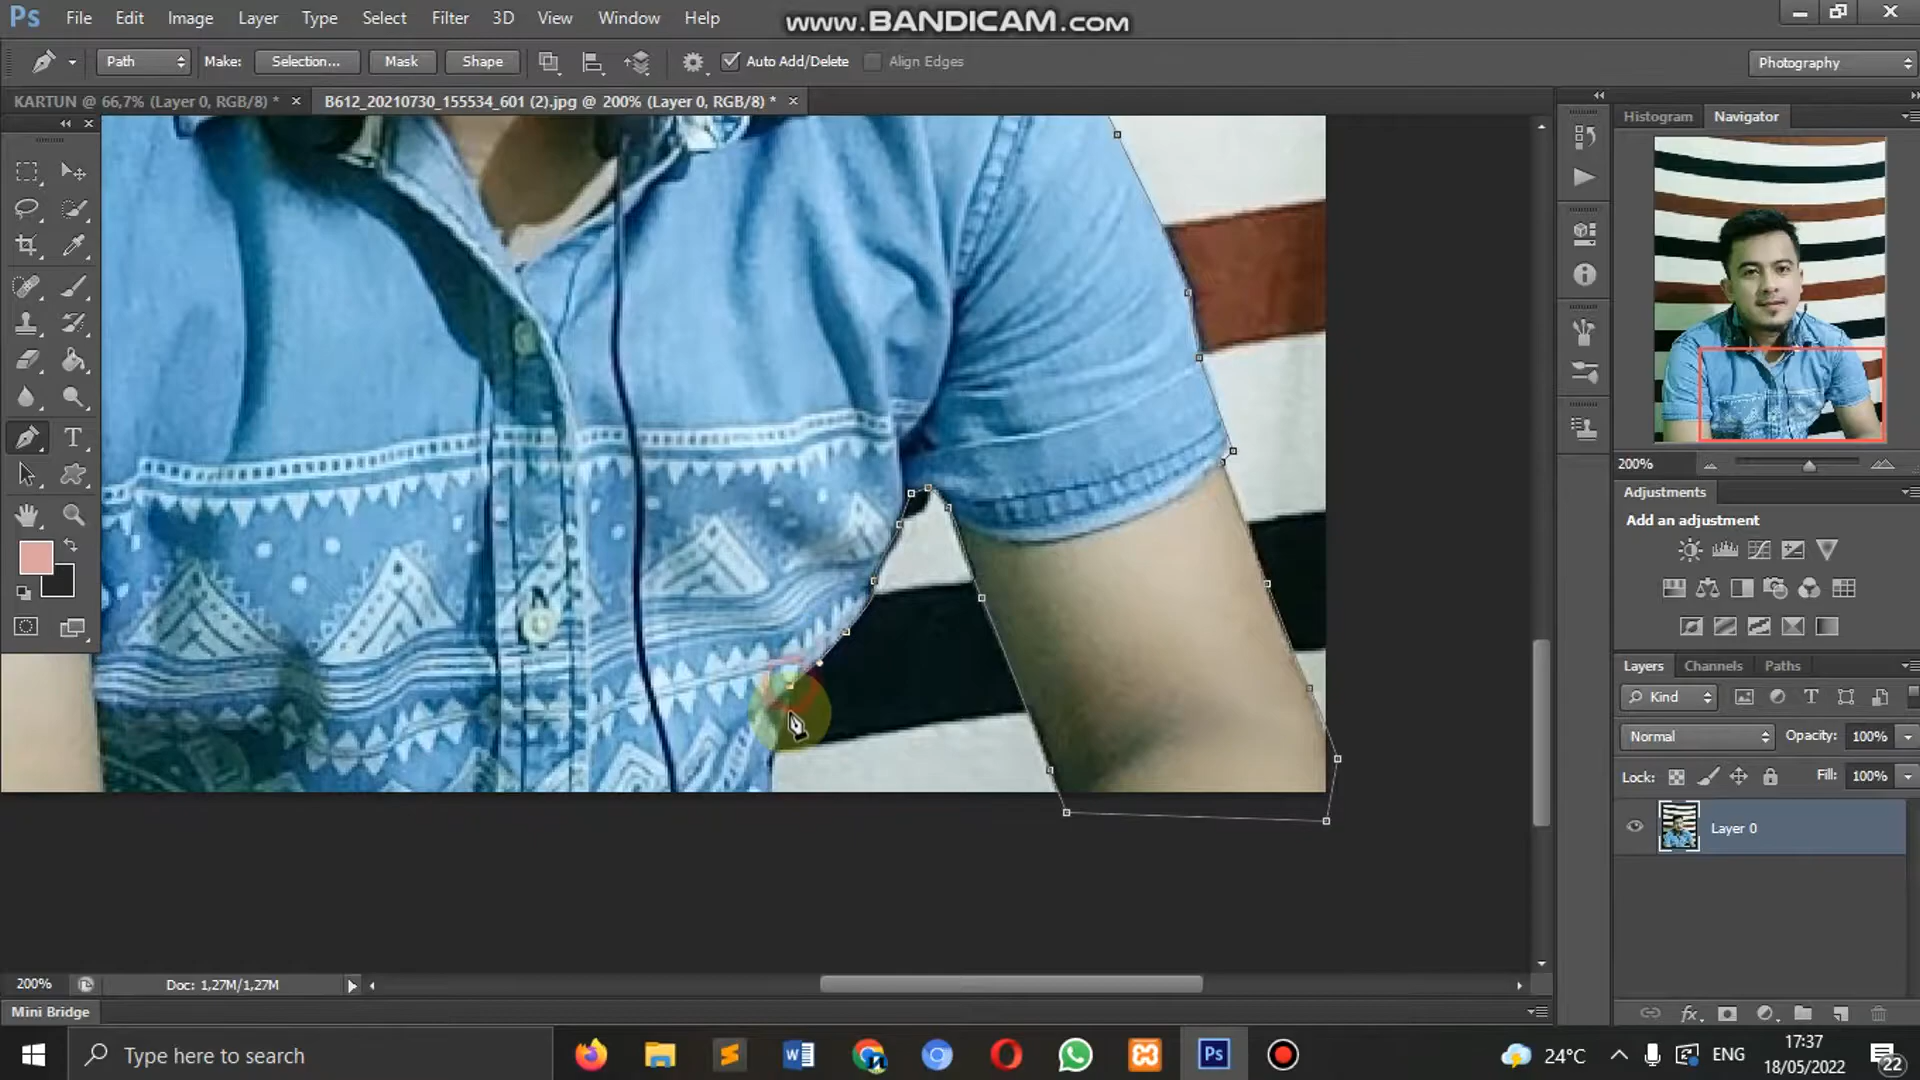 Ps File Edit Image Layer Type Select Filter 3D View Window Help
www.BANDICAM.com
Path Make: Selection... Mask Shape Auto Add/Delete Align Edges Photography
KARTUN @ 66,7% (Layer 0, RGB/8) * × B612_20210730_155534_601 (2).jpg @ 200% (Layer 0, RGB/8) * ×
Histogram Navigator
200%
Adjustments
Add an adjustment
Layers Channels Paths
Kind
Normal Opacity: 100%
Lock: Fill: 100%
Layer 0
200% Doc: 1,27M/1,27M
Mini Bridge
Type here to search
24°C ENG 17:37
18/05/2022
22